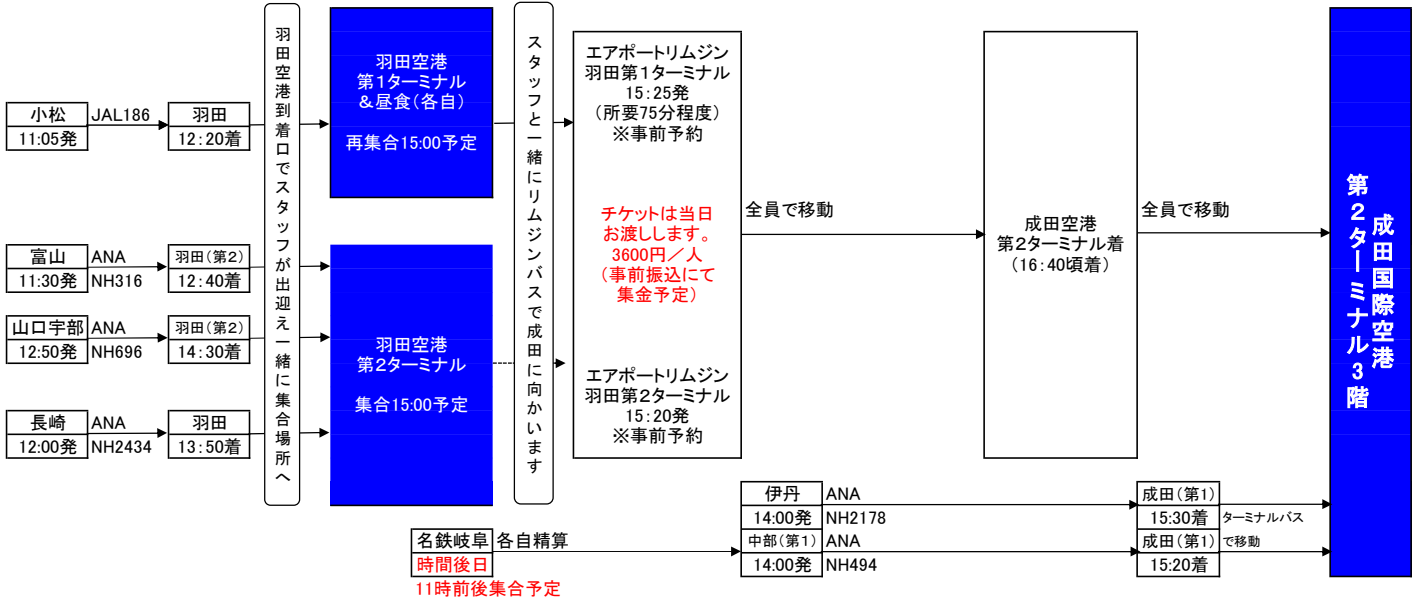 小松
11:05発
JAL186
羽田
12:20着
富山
11:30発
ANA
NH316
羽田(第2)
12:40着
山口宇部
12:50発
ANA
NH696
羽田(第2)
14:30着
長崎
12:00発
ANA
NH2434
羽田
13:50着
羽田空港到着口でスタッフが出迎え一緒に集合場所へ
羽田空港
第1ターミナル
&昼食(各自)
再集合15:00予定
羽田空港
第2ターミナル
集合15:00予定
スタッフと一緒にリムジンバスで成田に向かいます
エアポートリムジン
羽田第1ターミナル
15:25発
(所要75分程度)
※事前予約
チケットは当日
お渡しします。
3600円/人
(事前振込にて
集金予定)
エアポートリムジン
羽田第2ターミナル
15:20発
※事前予約
全員で移動
成田空港
第2ターミナル着
(16:40頃着)
全員で移動
名鉄岐阜
時間後日
11時前後集合予定
各自精算
伊丹
14:00発
ANA
NH2178
成田(第1)
15:30着
中部(第1)
14:00発
ANA
NH494
成田(第1)
15:20着
ターミナルバス
で移動
成田国際空港
第2ターミナル3階